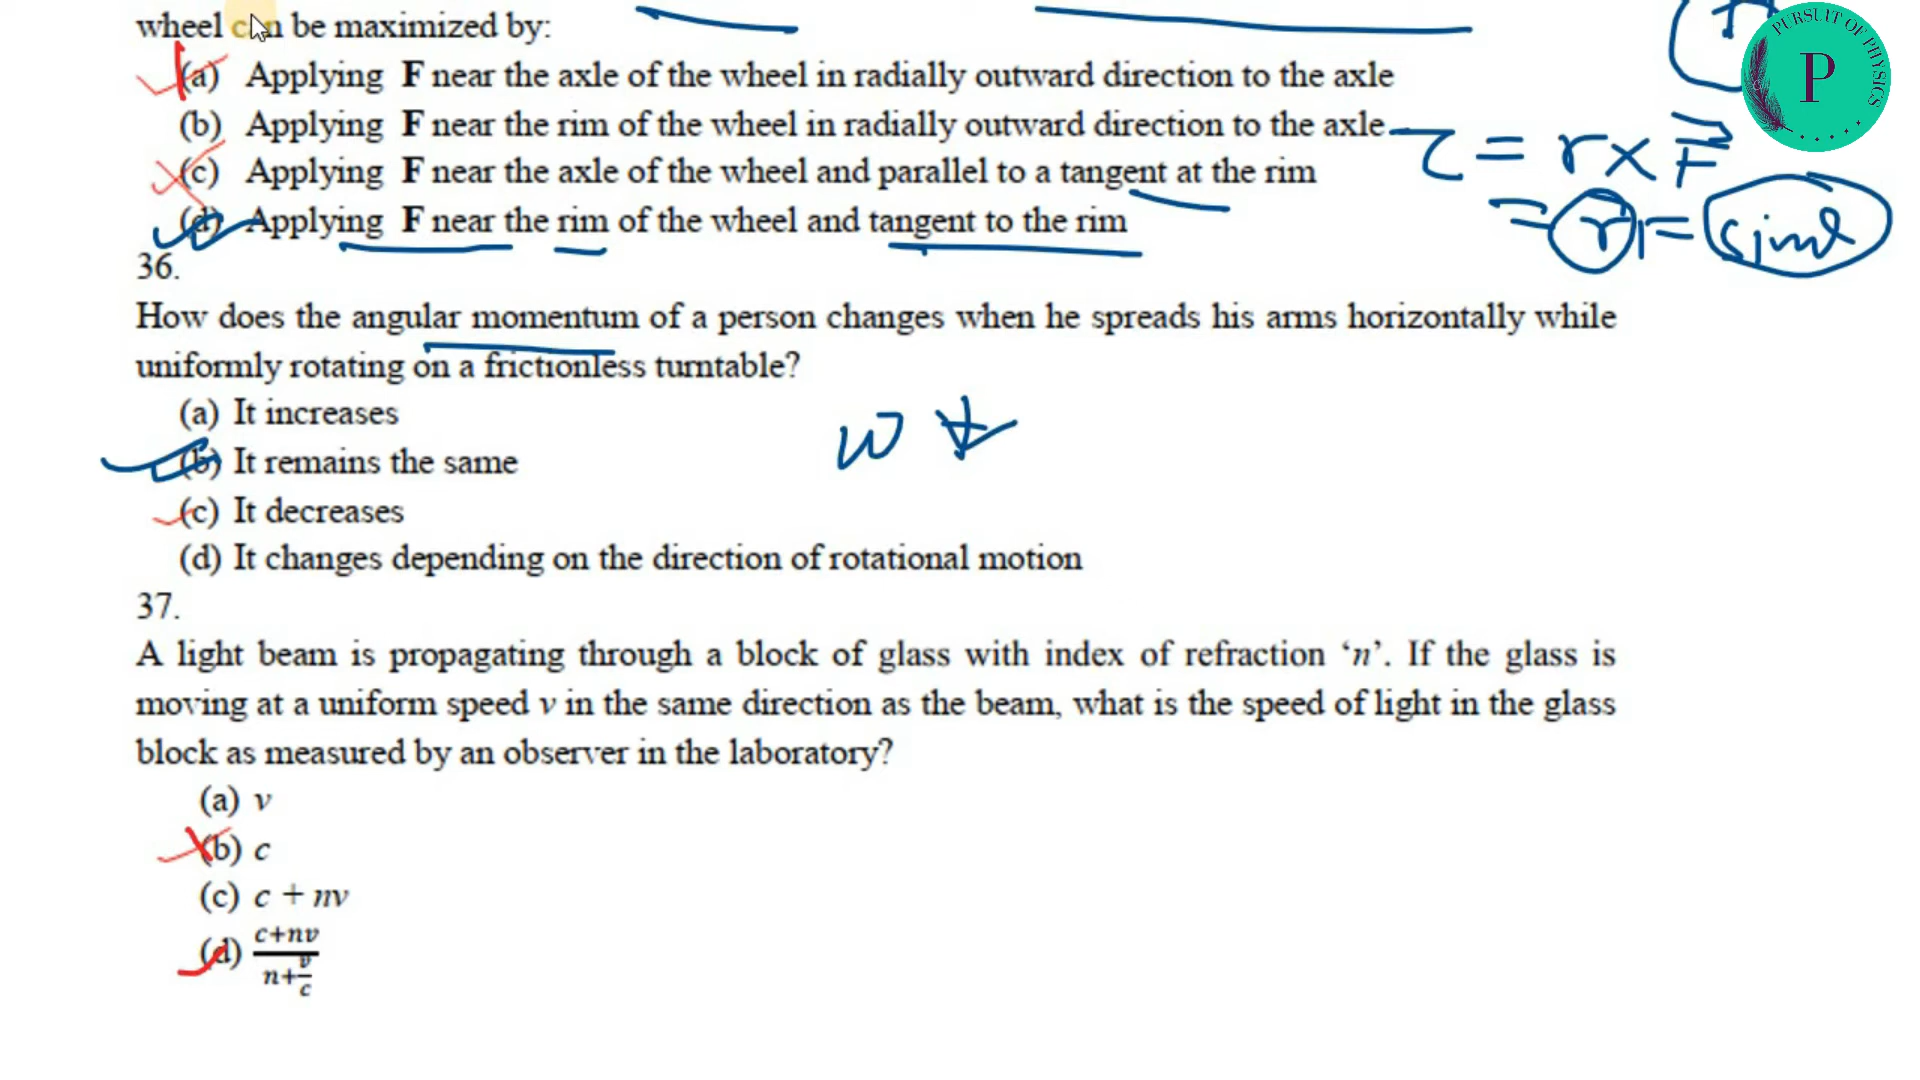 wheel can be maximized by:
(a) Applying F near the axle of the wheel in radially outward direction to the axle
(b) Applying F near the rim of the wheel in radially outward direction to the axle
(c) Applying F near the axle of the wheel and parallel to a tangent at the rim
(d) Applying F near the rim of the wheel and tangent to the rim
τ = r × F
= r F sinθ
PURSUIT OF PHYSICS
P
36.
How does the angular momentum of a person changes when he spreads his arms horizontally while
uniformly rotating on a frictionless turntable?
(a) It increases
(b) It remains the same
(c) It decreases
(d) It changes depending on the direction of rotational motion
ω ↓
37.
A light beam is propagating through a block of glass with index of refraction ‘n’. If the glass is
moving at a uniform speed v in the same direction as the beam, what is the speed of light in the glass
block as measured by an observer in the laboratory?
(a) v
(b) c
(c) c + nv
(d) (c+nv)/(n+v/c)